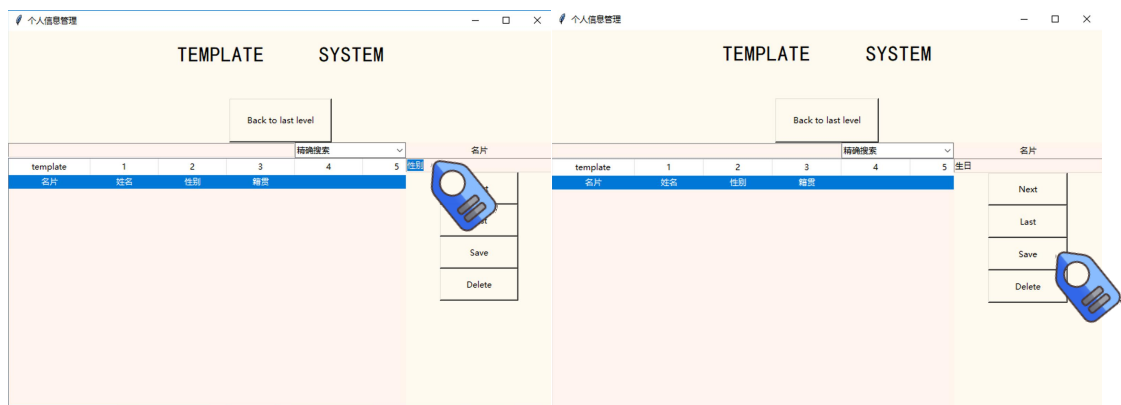 个人信息管理
TEMPLATE SYSTEM
Back to last level
精确搜索
名片
template 1 2 3 4 5
性别
名片 姓名 性别 籍贯
Save
Delete
个人信息管理
TEMPLATE SYSTEM
Back to last level
精确搜索
名片
template 1 2 3 4 5
生日
名片 姓名 性别 籍贯
Next
Last
Save
Delete